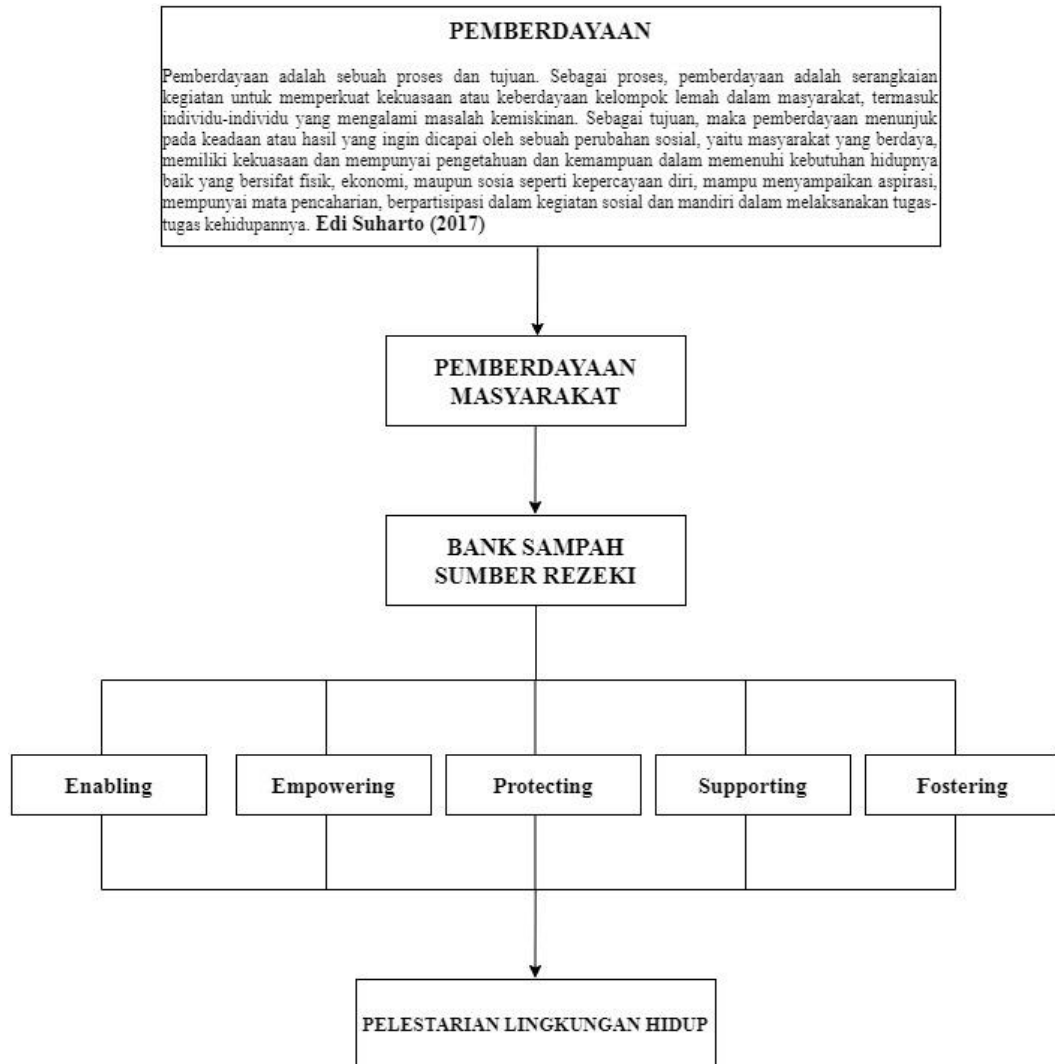 PEMBERDAYAAN
Pemberdayaan adalah sebuah proses dan tujuan. Sebagai proses, pemberdayaan adalah serangkaian
kegiatan untuk memperkuat kekuasaan atau keberdayaan kelompok lemah dalam masyarakat, termasuk
individu-individu yang mengalami masalah kemiskinan. Sebagai tujuan, maka pemberdayaan menunjuk
pada keadaan atau hasil yang ingin dicapai oleh sebuah perubahan sosial, yaitu masyarakat yang berdaya,
memiliki kekuasaan dan mempunyai pengetahuan dan kemampuan dalam memenuhi kebutuhan hidupnya
baik yang bersifat fisik, ekonomi, maupun sosia seperti kepercayaan diri, mampu menyampaikan aspirasi,
mempunyai mata pencaharian, berpartisipasi dalam kegiatan sosial dan mandiri dalam melaksanakan tugas-
tugas kehidupannya. Edi Suharto (2017)
PEMBERDAYAAN
MASYARAKAT
BANK SAMPAH
SUMBER REZEKI
Enabling
Empowering
Protecting
Supporting
Fostering
PELESTARIAN LINGKUNGAN HIDUP